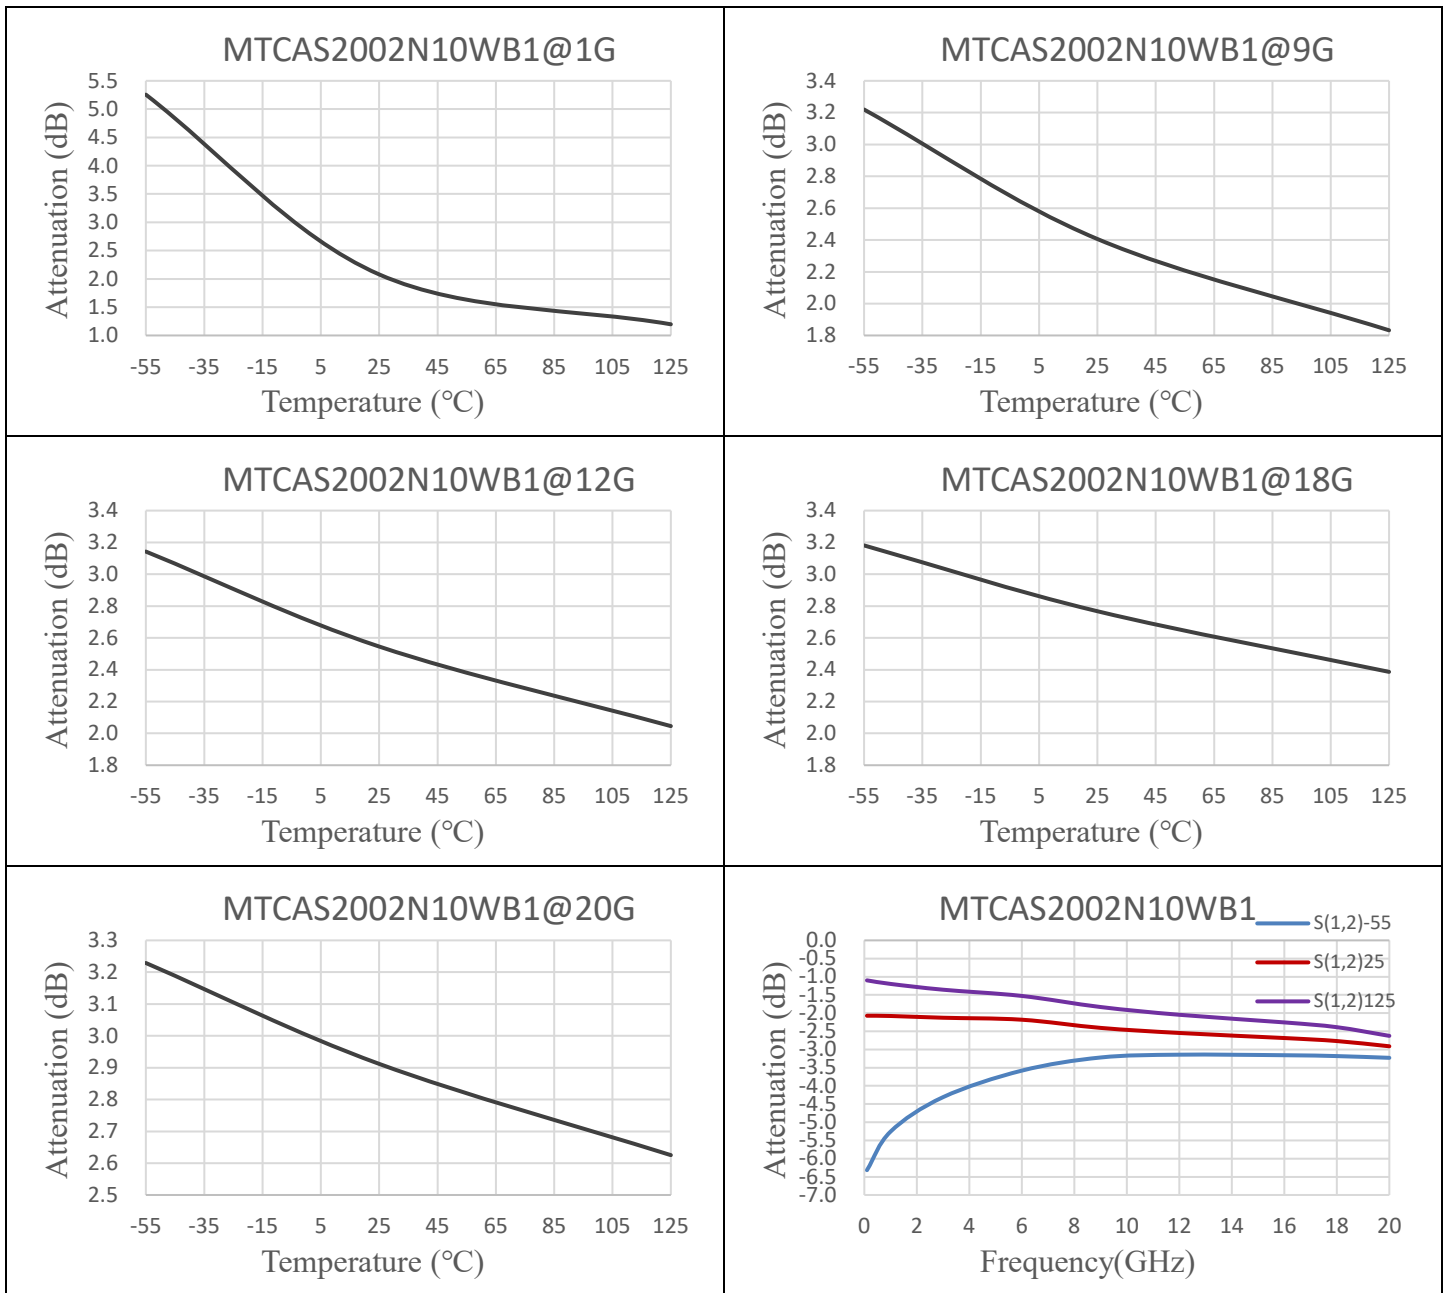 MTCAS2002N10WB1@1G
Attenuation (dB)
5.5
5.0
4.5
4.0
3.5
3.0
2.5
2.0
1.5
1.0
-55 -35 -15 5 25 45 65 85 105 125
Temperature (℃)
MTCAS2002N10WB1@9G
Attenuation (dB)
3.4
3.2
3.0
2.8
2.6
2.4
2.2
2.0
1.8
-55 -35 -15 5 25 45 65 85 105 125
Temperature (℃)
MTCAS2002N10WB1@12G
Attenuation (dB)
3.4
3.2
3.0
2.8
2.6
2.4
2.2
2.0
1.8
-55 -35 -15 5 25 45 65 85 105 125
Temperature (℃)
MTCAS2002N10WB1@18G
Attenuation (dB)
3.4
3.2
3.0
2.8
2.6
2.4
2.2
2.0
1.8
-55 -35 -15 5 25 45 65 85 105 125
Temperature (℃)
MTCAS2002N10WB1@20G
Attenuation (dB)
3.3
3.2
3.1
3.0
2.9
2.8
2.7
2.6
2.5
-55 -35 -15 5 25 45 65 85 105 125
Temperature (℃)
MTCAS2002N10WB1
S(1,2)-55
S(1,2)25
S(1,2)125
Attenuation (dB)
0.0
-0.5
-1.0
-1.5
-2.0
-2.5
-3.0
-3.5
-4.0
-4.5
-5.0
-5.5
-6.0
-6.5
-7.0
0 2 4 6 8 10 12 14 16 18 20
Frequency(GHz)